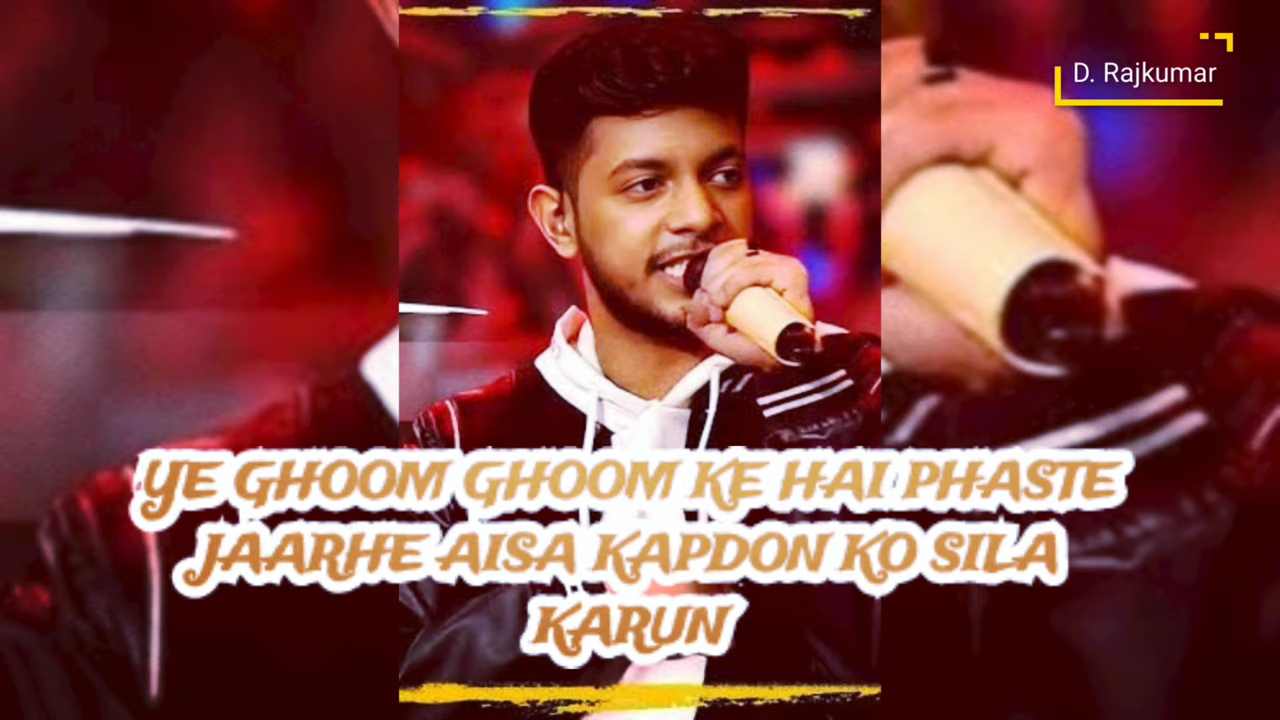 D. Rajkumar
YE GHOOM GHOOM KE HAI PHASTE
JAARHE AISA KAPDON KO SILA
KARUN